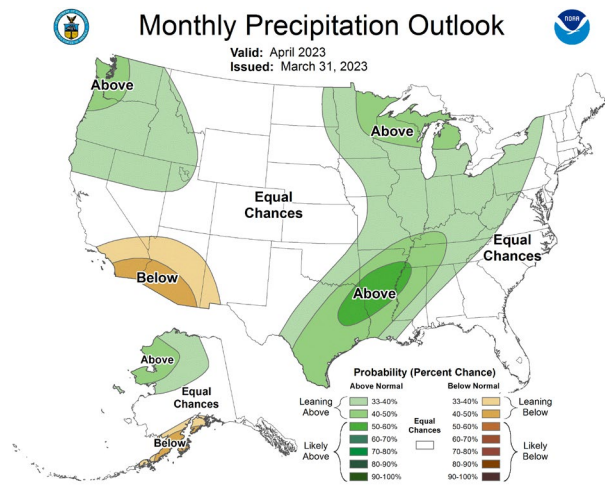 Monthly Precipitation Outlook
Valid: April 2023
Issued: March 31, 2023
NOAA
Above
Above
Equal
Chances
Equal
Chances
Below
Above
Above
Equal
Chances
Below
Probability (Percent Chance)
Above Normal
Below Normal
Leaning
Above
33-40%
40-50%
Likely
Above
50-60%
60-70%
70-80%
80-90%
90-100%
Equal
Chances
33-40%
40-50%
Leaning
Below
50-60%
60-70%
70-80%
80-90%
90-100%
Likely
Below